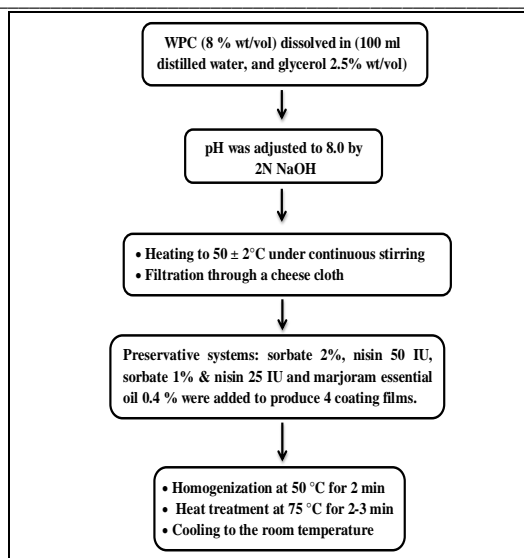 WPC (8 % wt/vol) dissolved in (100 ml
distilled water, and glycerol 2.5% wt/vol)
pH was adjusted to 8.0 by
2N NaOH
• Heating to 50 ± 2°C under continuous stirring
• Filtration through a cheese cloth
Preservative systems: sorbate 2%, nisin 50 IU,
sorbate 1% & nisin 25 IU and marjoram essential
oil 0.4 % were added to produce 4 coating films.
• Homogenization at 50 °C for 2 min
• Heat treatment at 75 °C for 2-3 min
• Cooling to the room temperature